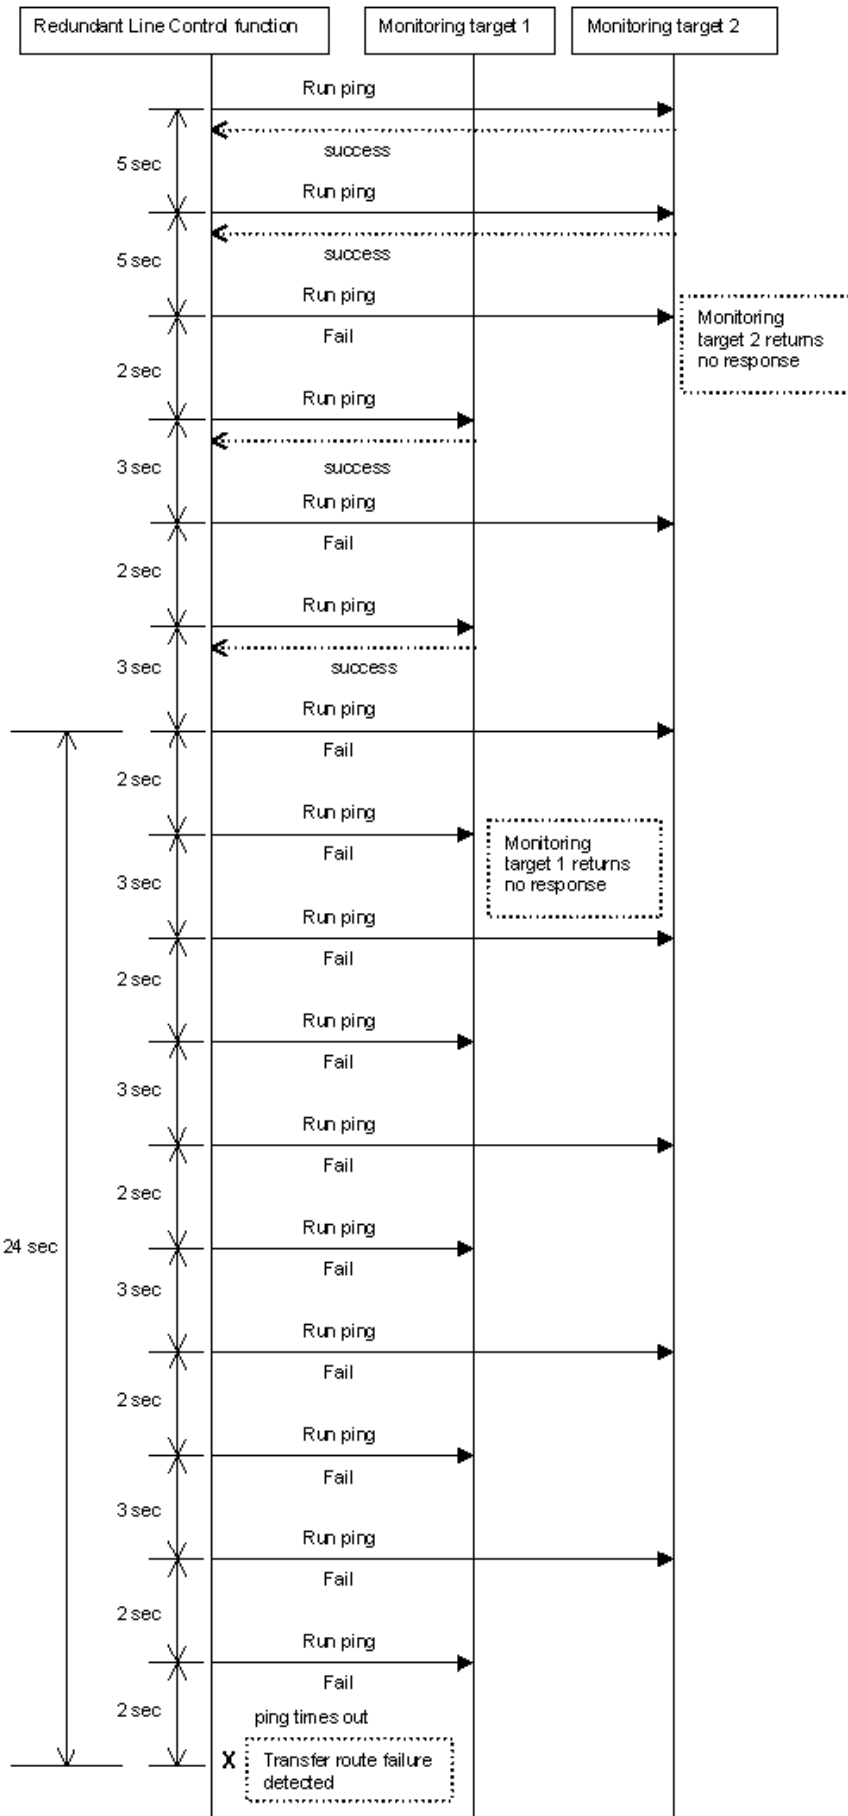 Redundant Line Control function
Monitoring target 1
Monitoring target 2
Run ping
success
5 sec
Run ping
success
5 sec
Run ping
Fail
Monitoring
target 2 returns
no response
2 sec
Run ping
success
3 sec
Run ping
Fail
2 sec
Run ping
success
3 sec
Run ping
Fail
2 sec
Run ping
Fail
Monitoring
target 1 returns
no response
3 sec
Run ping
Fail
2 sec
Run ping
Fail
3 sec
Run ping
Fail
2 sec
Run ping
24 sec
Fail
3 sec
Run ping
Fail
2 sec
Run ping
Fail
3 sec
Run ping
Fail
2 sec
Run ping
Fail
2 sec
ping times out
X
Transfer route failure
detected